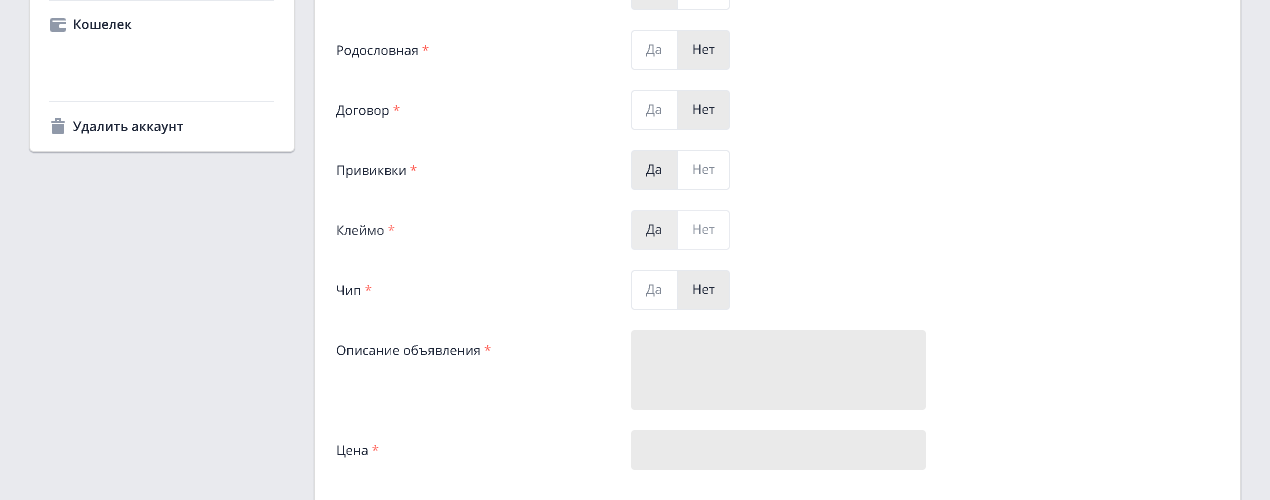 Кошелек
Удалить аккаунт
Родословная * Да Нет
Договор * Да Нет
Прививквки * Да Нет
Клеймо * Да Нет
Чип * Да Нет
Описание объявления *
Цена *